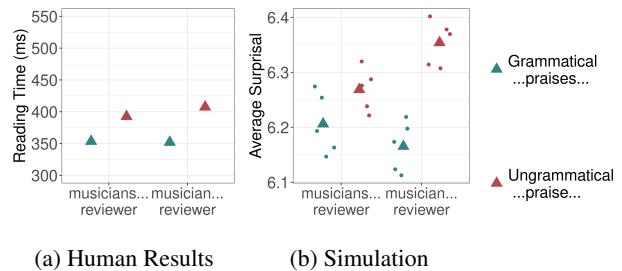 Reading Time (ms)
550
500
450
400
350
300
musicians...
reviewer
musician...
reviewer
(a) Human Results
Average Surprisal
6.4
6.3
6.2
6.1
musicians...
reviewer
musician...
reviewer
(b) Simulation
Grammatical
...praises...
Ungrammatical
...praise...